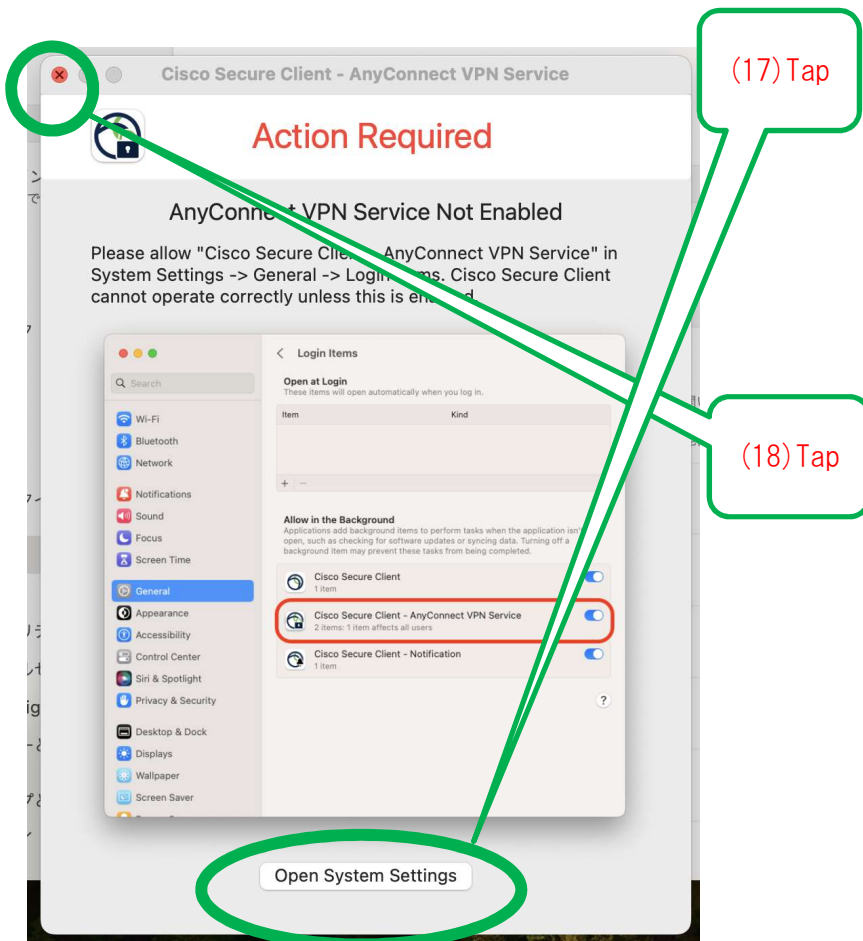 (17)Tap
Cisco Secure Client - AnyConnect VPN Service
Action Required
AnyConnect VPN Service Not Enabled
Please allow "Cisco Secure Client - AnyConnect VPN Service" in
System Settings -> General -> Login Items. Cisco Secure Client
cannot operate correctly unless this is enabled.
Login Items
Search
Wi-Fi
Bluetooth
Network
Notifications
Sound
Focus
Screen Time
General
Appearance
Accessibility
Control Center
Siri & Spotlight
Privacy & Security
Desktop & Dock
Displays
Wallpaper
Screen Saver
Open at Login
These items will open automatically when you log in.
Item Kind
+ −
Allow in the Background
Applications add background items to perform tasks when the application isn't
open, such as checking for software updates or syncing data. Turning off a
background item may prevent these tasks from being completed.
Cisco Secure Client
1 item
Cisco Secure Client - AnyConnect VPN Service
2 items: 1 item affects all users
Cisco Secure Client - Notification
1 item
?
(18)Tap
Open System Settings